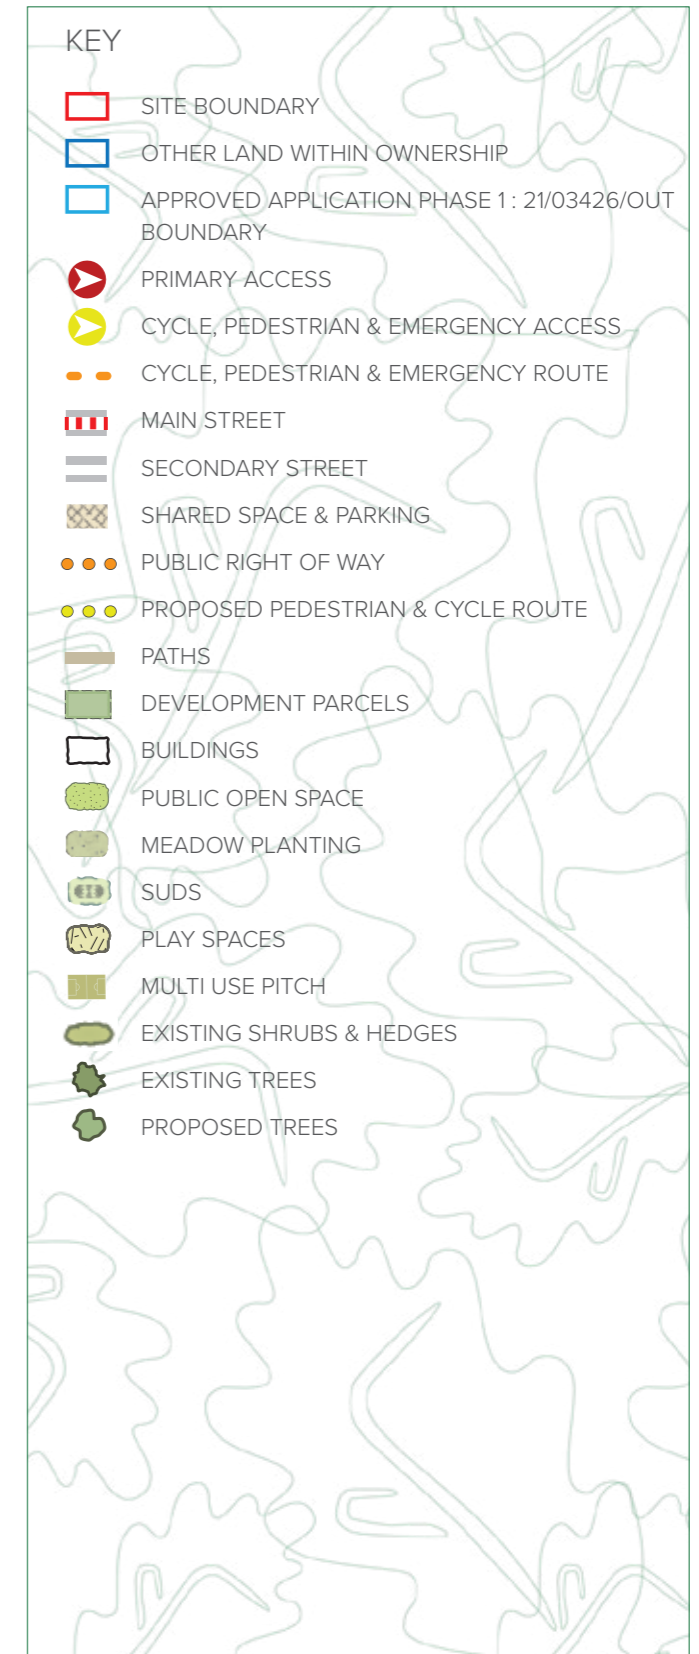 KEY
SITE BOUNDARY
OTHER LAND WITHIN OWNERSHIP
APPROVED APPLICATION PHASE 1 : 21/03426/OUT
BOUNDARY
PRIMARY ACCESS
CYCLE, PEDESTRIAN & EMERGENCY ACCESS
CYCLE, PEDESTRIAN & EMERGENCY ROUTE
MAIN STREET
SECONDARY STREET
SHARED SPACE & PARKING
PUBLIC RIGHT OF WAY
PROPOSED PEDESTRIAN & CYCLE ROUTE
PATHS
DEVELOPMENT PARCELS
BUILDINGS
PUBLIC OPEN SPACE
MEADOW PLANTING
SUDS
PLAY SPACES
MULTI USE PITCH
EXISTING SHRUBS & HEDGES
EXISTING TREES
PROPOSED TREES